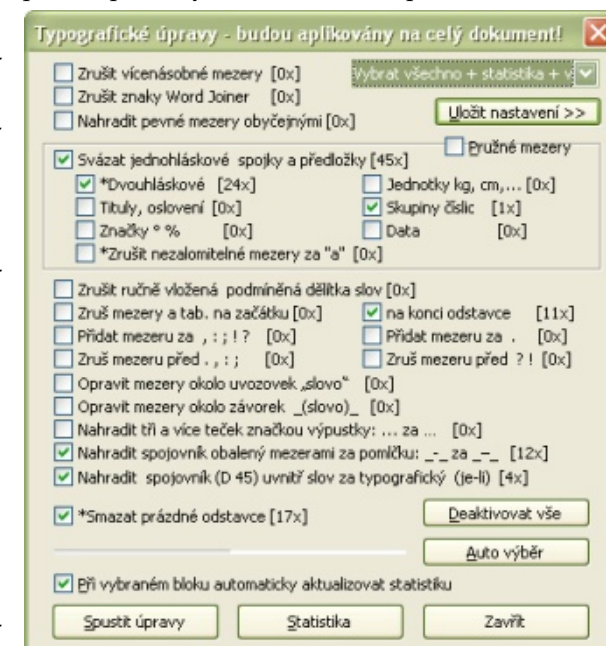 Typografické úpravy - budou aplikovány na celý dokument!
Zrušit vícenásobné mezery [0x] Vybrat všechno + statistika + v
Zrušit znaky Word Joiner [0x]
Nahradit pevné mezery obyčejnými [0x] Uložit nastavení >>
Pružné mezery
Svázat jednohláskové spojky a předložky [45x]
*Dvouhláskové [24x] Jednotky kg, cm,... [0x]
Tituly, oslovení [0x] Skupiny číslic [1x]
Značky ° % [0x] Data [0x]
*Zrušit nezalomitelné mezery za "a" [0x]
Zrušit ručně vložená podmíněná dělítka slov [0x]
Zruš mezery a tab. na začátku [0x] na konci odstavce [11x]
Přidat mezeru za , : ; ! ? [0x] Přidat mezeru za . [0x]
Zruš mezeru před . , : ; [0x] Zruš mezeru před ? ! [0x]
Opravit mezery okolo uvozovek „slovo“ [0x]
Opravit mezery okolo závorek _(slovo)_ [0x]
Nahradit tři a více teček značkou výpustky: ... za … [0x]
Nahradit spojovník obalený mezerami za pomlčku: _-_ za _–_ [12x]
Nahradit spojovník (D 45) uvnitř slov za typografický (je-li) [4x]
*Smazat prázdné odstavce [17x] Deaktivovat vše
Auto výběr
Při vybraném bloku automaticky aktualizovat statistiku
Spustit úpravy Statistika Zavřít